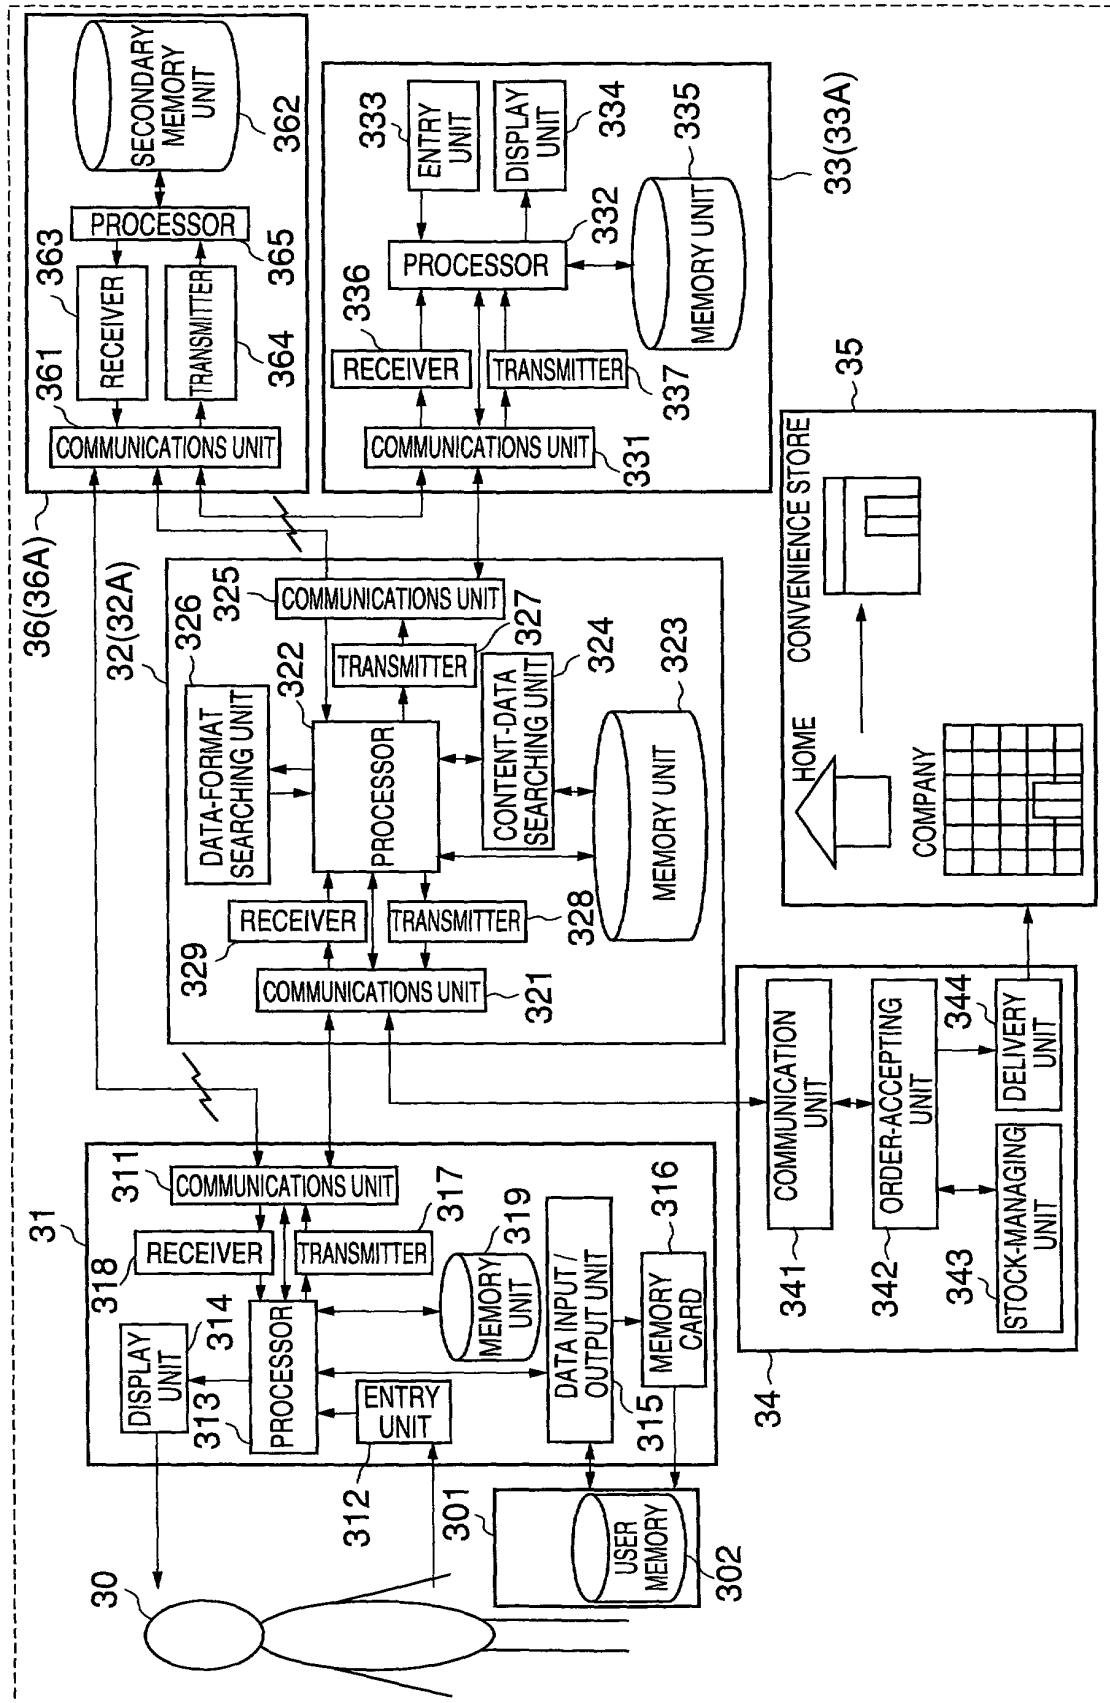 30
31
311
COMMUNICATIONS UNIT
318
RECEIVER
317
TRANSMITTER
314
DISPLAY
UNIT
313
PROCESSOR
319
MEMORY
UNIT
312
ENTRY
UNIT
DATA INPUT/
OUTPUT UNIT
315
316
MEMORY
CARD
301
USER
MEMORY
302
32(32A)
326
DATA-FORMAT
SEARCHING UNIT
325
COMMUNICATIONS UNIT
322
PROCESSOR
327
TRANSMITTER
324
CONTENT-DATA
SEARCHING UNIT
323
MEMORY UNIT
329
RECEIVER
328
TRANSMITTER
COMMUNICATIONS UNIT
321
36(36A)
361
COMMUNICATIONS UNIT
363
RECEIVER
TRANSMITTER
364
PROCESSOR
365
SECONDARY
MEMORY
UNIT
362
333
ENTRY
UNIT
DISPLAY
UNIT
334
PROCESSOR
332
335
MEMORY UNIT
336
RECEIVER
TRANSMITTER
337
COMMUNICATIONS UNIT
331
33(33A)
34
341
COMMUNICATION
UNIT
342
ORDER-ACCEPTING
UNIT
343
STOCK-MANAGING
UNIT
344
DELIVERY
UNIT
35
HOME
CONVENIENCE STORE
COMPANY